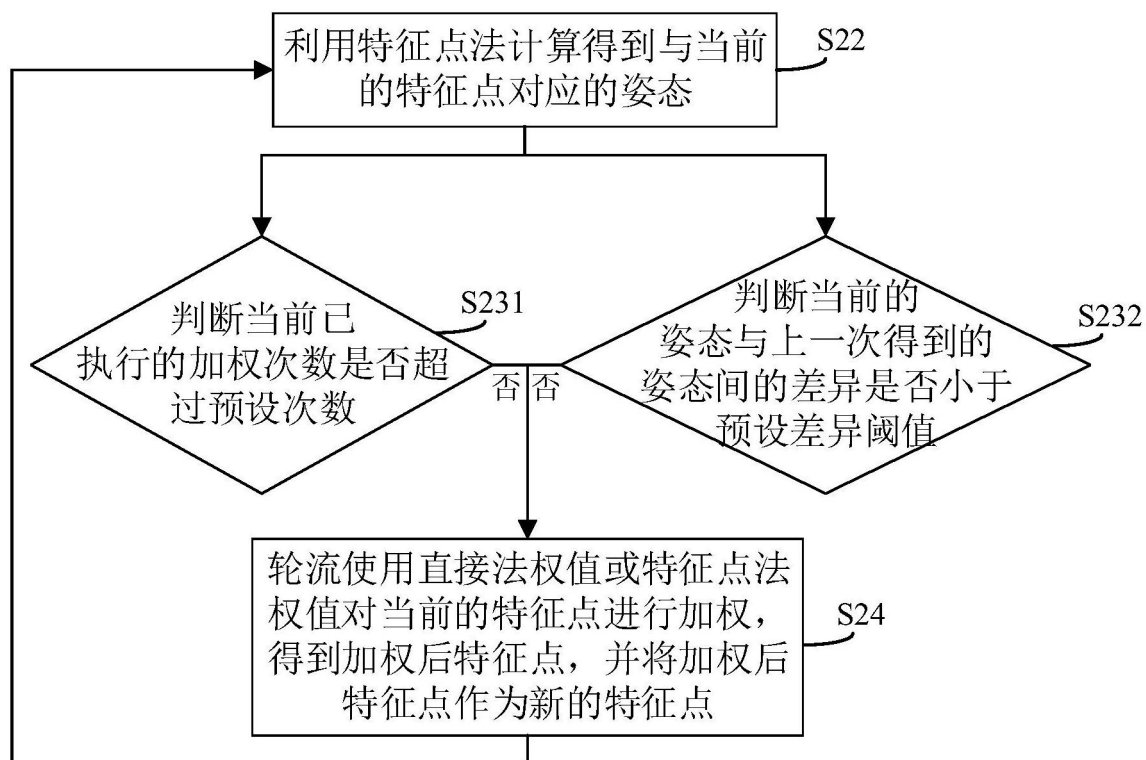 利用特征点法计算得到与当前
的特征点对应的姿态
S22
判断当前已
执行的加权次数是否超
过预设次数
S231
否
否
判断当前的
姿态与上一次得到的
姿态间的差异是否小于
预设差异阈值
S232
轮流使用直接法权值或特征点法
权值对当前的特征点进行加权，
得到加权后特征点，并将加权后
特征点作为新的特征点
S24